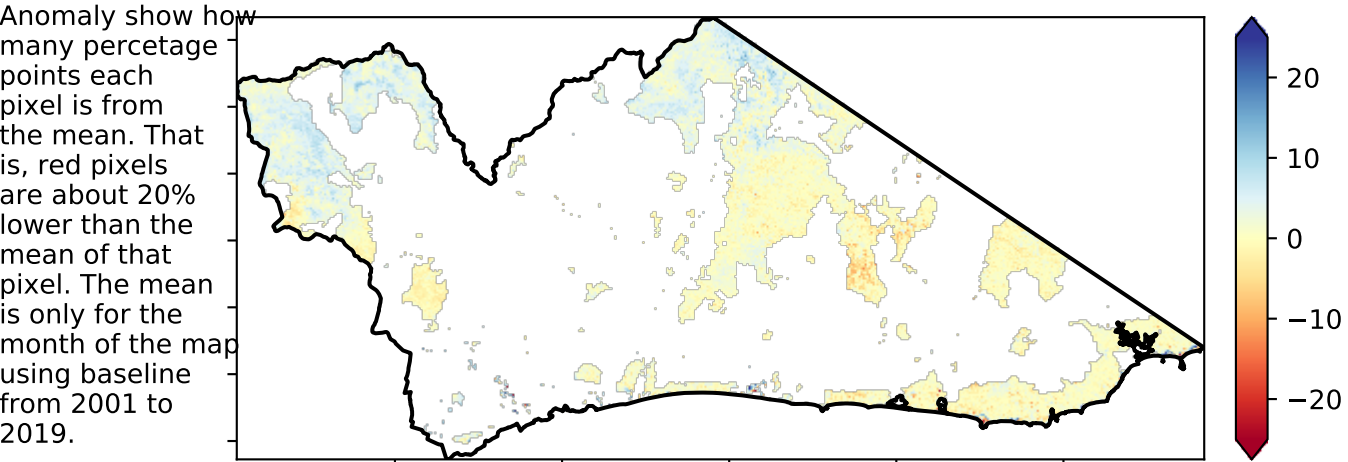 Anomaly show how
many percetage
points each
pixel is from
the mean. That
is, red pixels
are about 20%
lower than the
mean of that
pixel. The mean
is only for the
month of the map
using baseline
from 2001 to
2019.
20
10
0
−10
−20